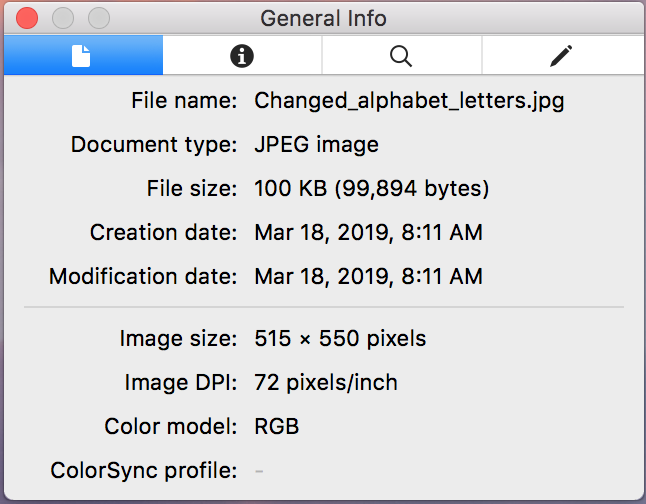 General Info
File name: Changed_alphabet_letters.jpg
Document type: JPEG image
File size: 100 KB (99,894 bytes)
Creation date: Mar 18, 2019, 8:11 AM
Modification date: Mar 18, 2019, 8:11 AM
Image size: 515 × 550 pixels
Image DPI: 72 pixels/inch
Color model: RGB
ColorSync profile: -